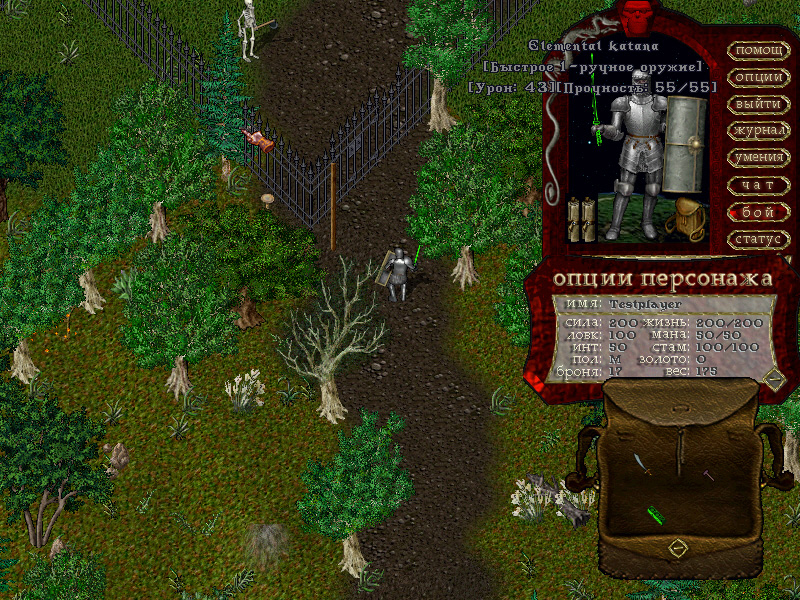 Elemental katana
[Быстрое 1-ручное оружие]
[Урон: 43][Прочность: 55/55]
помощ
опции
выйти
журнал
умения
чат
бой
статус
опции персонажа
имя: Testplayer
сила: 200 жизнь: 200/200
ловк: 100 мана: 50/50
инт: 50 стам: 100/100
пол: М золото: 0
броня: 17 вес: 175